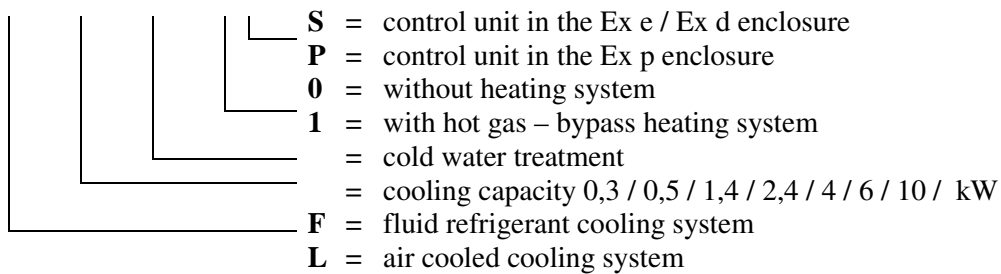 S = control unit in the Ex e / Ex d enclosure
P = control unit in the Ex p enclosure
0 = without heating system
1 = with hot gas – bypass heating system
= cold water treatment
= cooling capacity 0,3 / 0,5 / 1,4 / 2,4 / 4 / 6 / 10 / kW
F = fluid refrigerant cooling system
L = air cooled cooling system